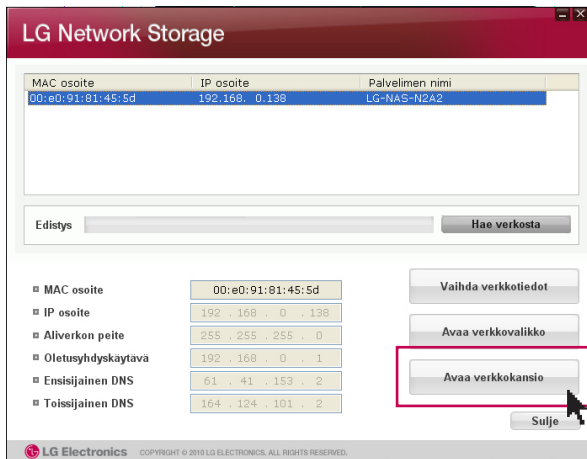 LG Network Storage
MAC osoite IP osoite Palvelimen nimi
00:e0:91:81:45:5d 192.168. 0.138 LG-NAS-N2A2
Edistys Hae verkosta
MAC osoite 00:e0:91:81:45:5d
IP osoite 192 . 168 . 0 . 138
Aliverkon peite 255 . 255 . 255 . 0
Oletusyhdyskäytävä 192 . 168 . 0 . 1
Ensisijainen DNS 61 . 41 . 153 . 2
Toissijainen DNS 164 . 124 . 101 . 2
Vaihda verkkotiedot
Avaa verkkovalikko
Avaa verkkokansio
Sulje
LG Electronics COPYRIGHT © 2010 LG ELECTRONICS. ALL RIGHTS RESERVED.